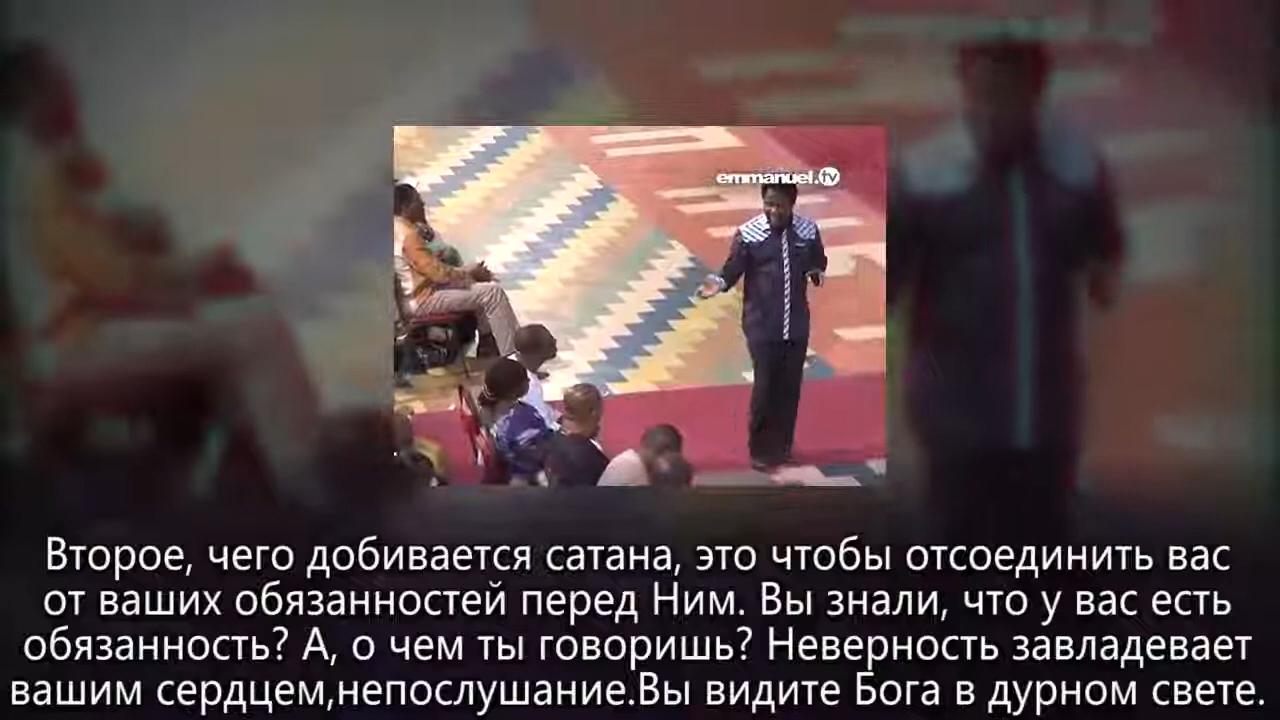 emmanuel.tv
Второе, чего добивается сатана, это чтобы отсоединить вас
от ваших обязанностей перед Ним. Вы знали, что у вас есть
обязанность? А, о чем ты говоришь? Неверность завладевает
вашим сердцем,непослушание.Вы видите Бога в дурном свете.